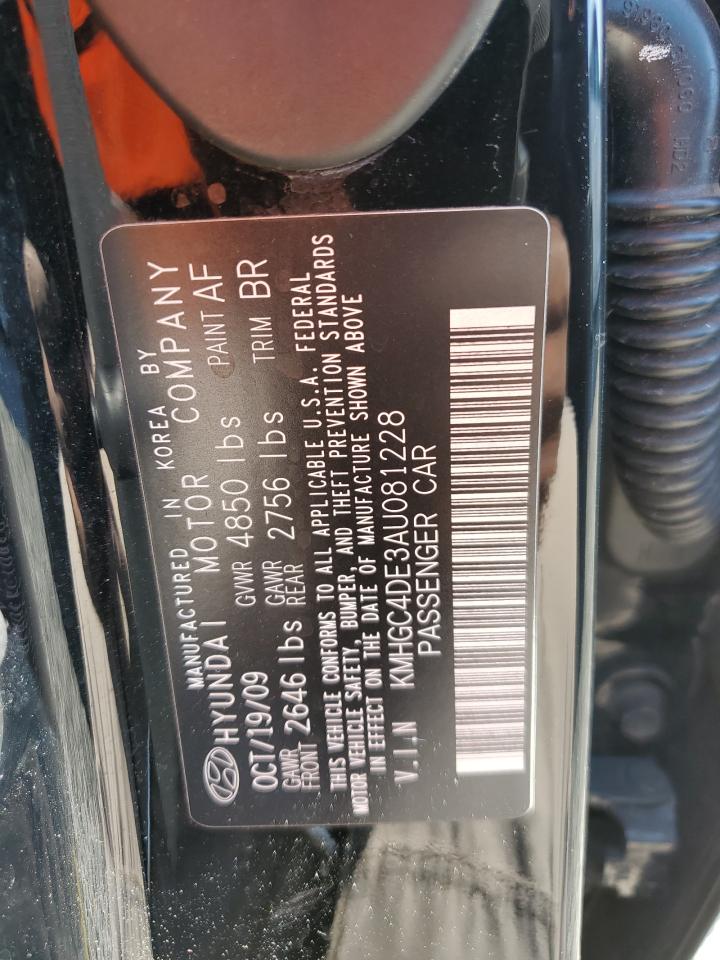 MANUFACTURED IN KOREA BY
HYUNDAI MOTOR COMPANY
OCT/19/09 GVWR 4850 lbs PAINT AF
GAWR FRONT 2646 lbs GAWR REAR 2756 lbs TRIM BR
THIS VEHICLE CONFORMS TO ALL APPLICABLE U.S.A. FEDERAL
MOTOR VEHICLE SAFETY, BUMPER, AND THEFT PREVENTION STANDARDS
IN EFFECT ON THE DATE OF MANUFACTURE SHOWN ABOVE
V.I.N KMHGC4DE3AU081228
PASSENGER CAR
HD2